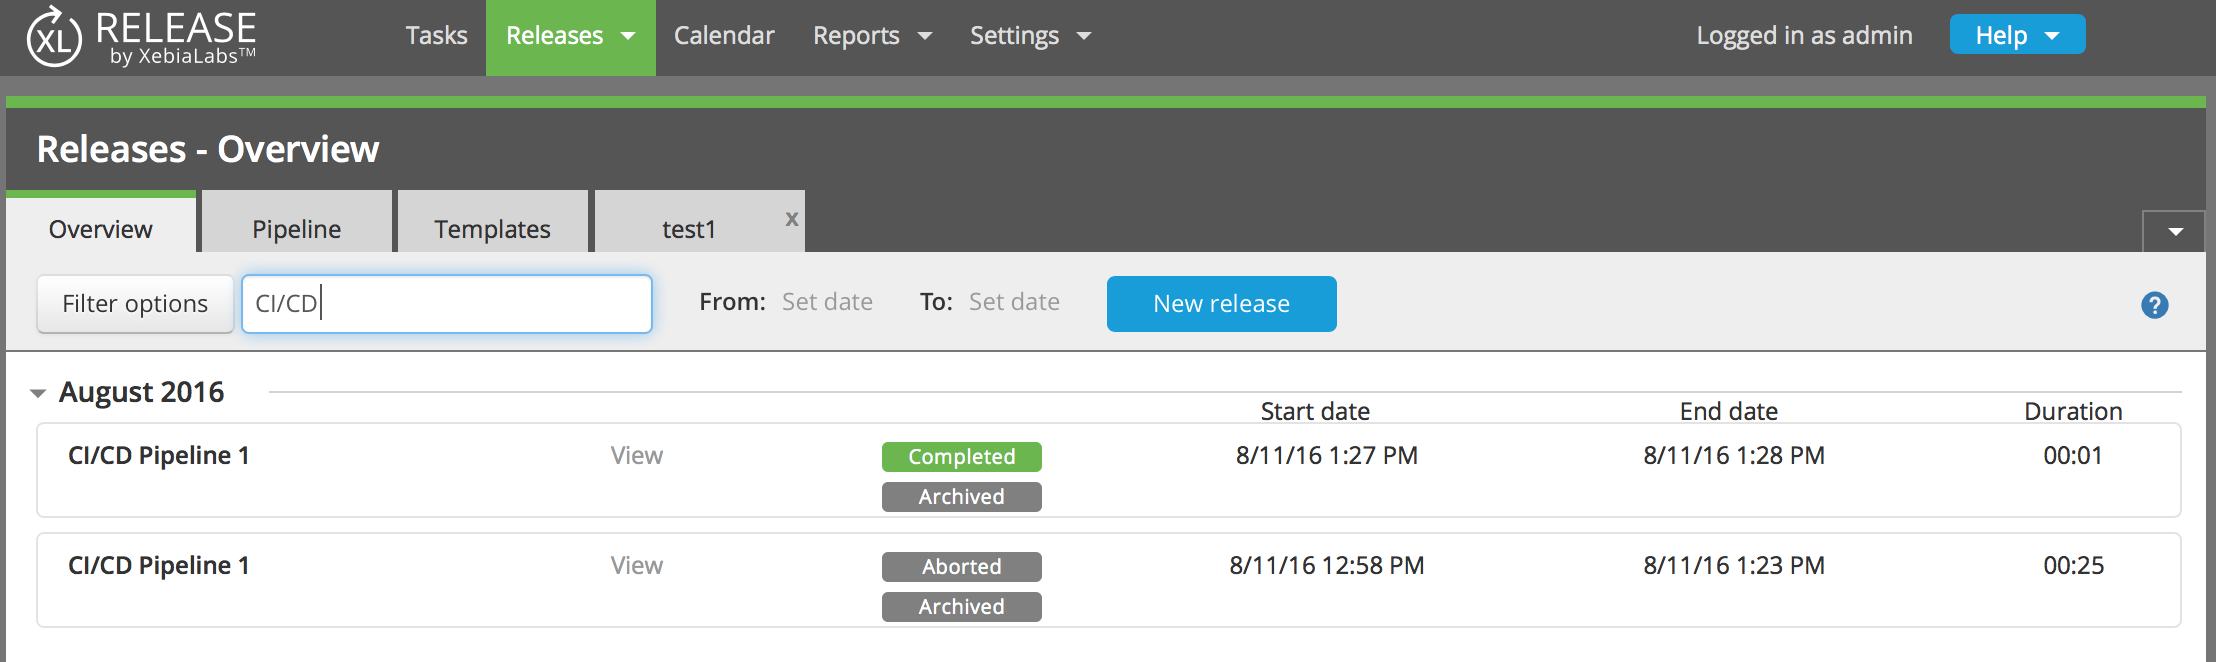 XL RELEASE
by XebiaLabs™
Tasks Releases Calendar Reports Settings Logged in as admin Help
Releases - Overview
Overview Pipeline Templates test1 x
Filter options CI/CD From: Set date To: Set date New release ?
August 2016
Start date End date Duration
CI/CD Pipeline 1 View Completed 8/11/16 1:27 PM 8/11/16 1:28 PM 00:01
Archived
CI/CD Pipeline 1 View Aborted 8/11/16 12:58 PM 8/11/16 1:23 PM 00:25
Archived